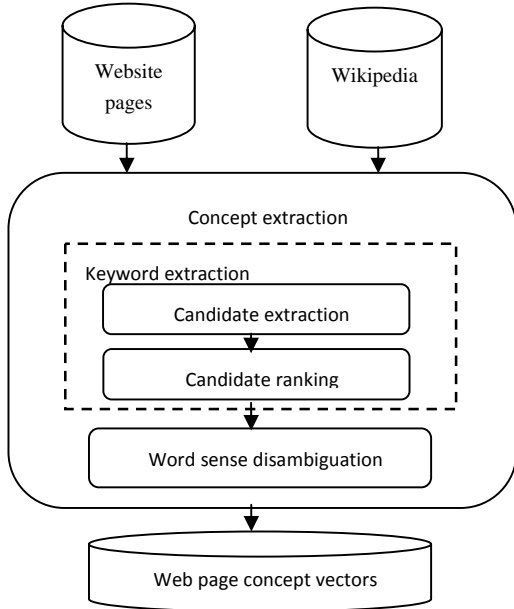 Website
pages
Wikipedia
Concept extraction
Keyword extraction
Candidate extraction
Candidate ranking
Word sense disambiguation
Web page concept vectors